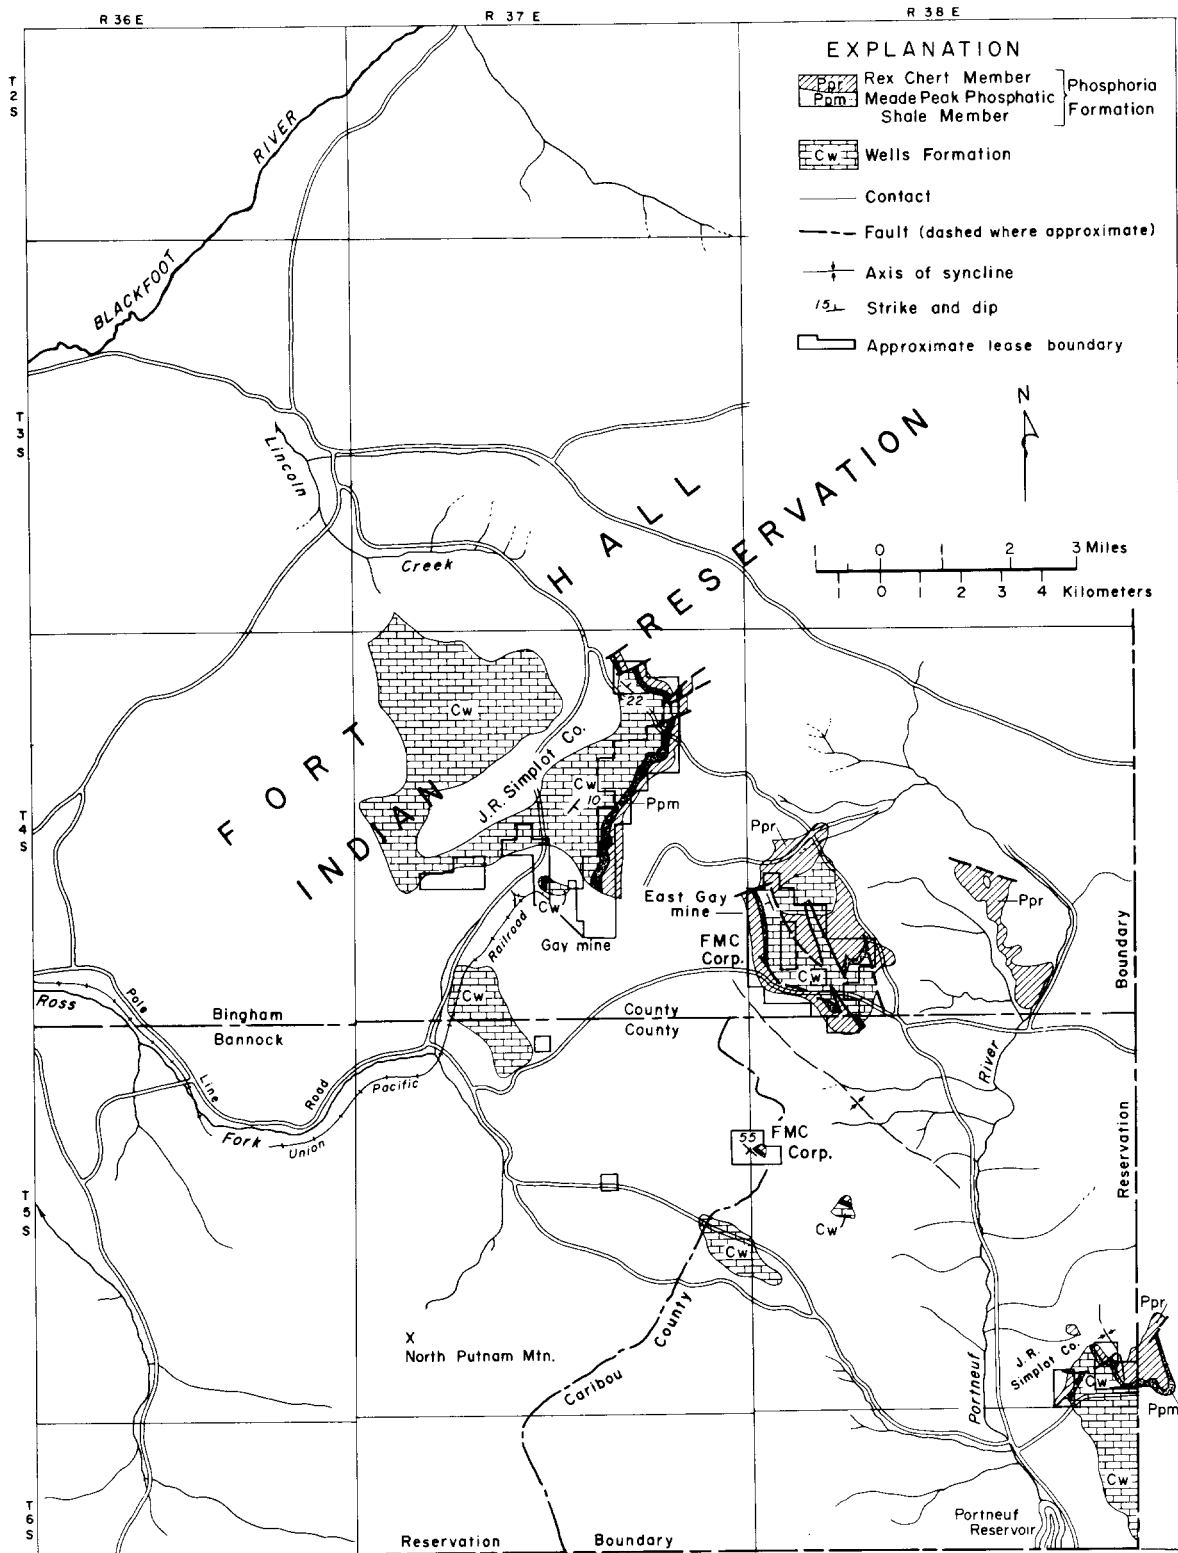 R 36 E
R 37 E
R 38 E
T 2 S
T 3 S
T 4 S
T 5 S
T 6 S
EXPLANATION
Ppr
Rex Chert Member
Ppm
Meade Peak Phosphatic
Shale Member
Phosphoria
Formation
Cw
Wells Formation
Contact
Fault (dashed where approximate)
Axis of syncline
15
Strike and dip
Approximate lease boundary
N
1 0 1 2 3 Miles
1 0 1 2 3 4 Kilometers
BLACKFOOT RIVER
Lincoln
Creek
FORT HALL
INDIAN RESERVATION
Cw
22
J.R. Simplot Co.
Cw
10
Ppm
Ppr
East Gay
mine
FMC
Corp.
Cw
Ppr
Cw
Gay mine
Railroad
Cw
Ross
Pole
Bingham
County
Bannock
County
Line
Road
Pacific
Fork
Union
River
Boundary
Reservation
55
FMC
Corp.
Cw
Cw
X
North Putnam Mtn.
County
Caribou
Portneuf
J. R.
Simplot Co.
Ppr
Cw
Ppm
Cw
Portneuf
Reservoir
Reservation
Boundary